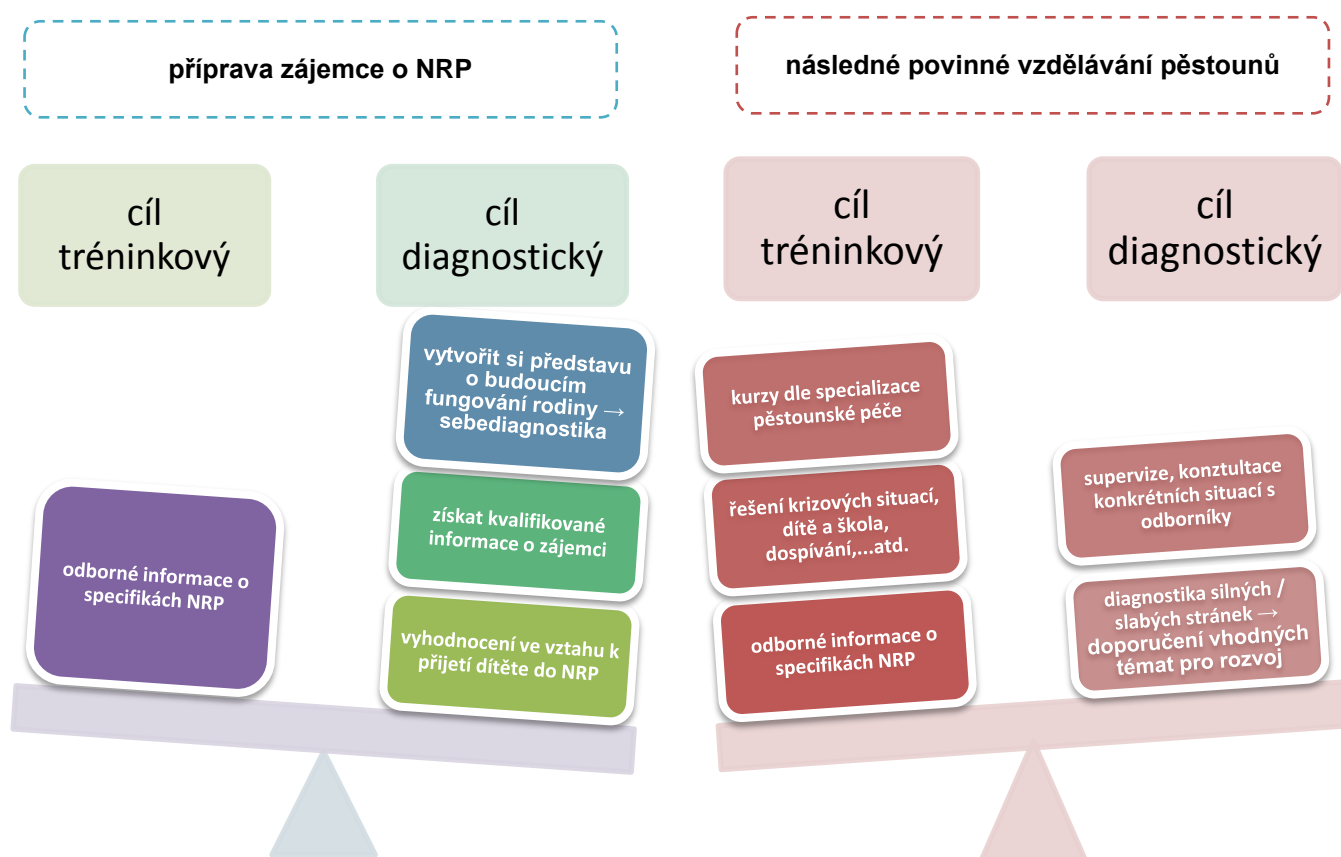 příprava zájemce o NRP
následné povinné vzdělávání pěstounů
cíl
tréninkový
cíl
diagnostický
cíl
tréninkový
cíl
diagnostický
odborné informace o
specifikách NRP
vytvořit si představu
o budoucím
fungování rodiny →
sebediagnostika
získat kvalifikované
informace o zájemci
vyhodnocení ve vztahu k
přijetí dítěte do NRP
kurzy dle specializace
pěstounské péče
řešení krizových situací,
dítě a škola,
dospívání,...atd.
odborné informace o
specifikách NRP
supervize, konztultace
konkrétních situací s
odborníky
diagnostika silných /
slabých stránek →
doporučení vhodných
témat pro rozvoj